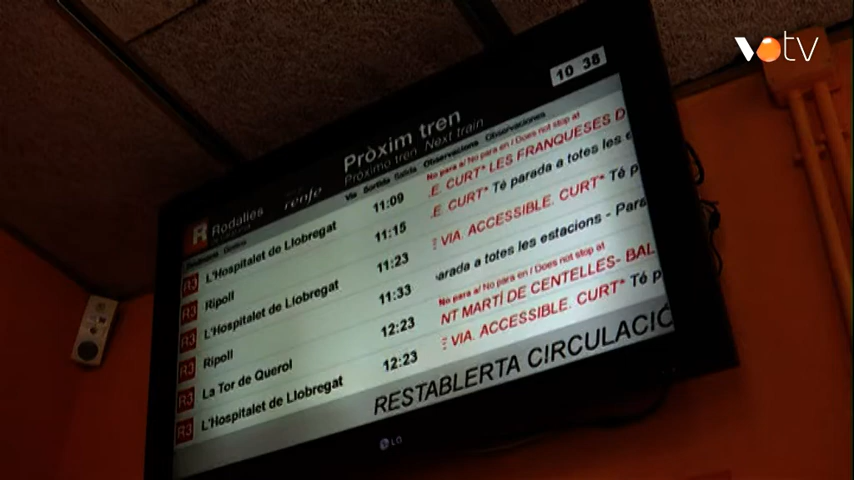 votv
10 38
Pròxim tren
Próximo tren Next train
R Rodalies renfe
Via Sortida Salida Observacions Observaciones
No para a/ No para en / Does not stop at
R3 L'Hospitalet de Llobregat 11:09 E. CURT* LES FRANQUESES D
R3 Ripoll 11:15 .E. CURT* Té parada a totes les e
R3 L'Hospitalet de Llobregat 11:23 E VIA. ACCESSIBLE. CURT* Té p
R3 Ripoll 11:33 arada a totes les estacions - Para
No para a/ No para en / Does not stop at
R3 La Tor de Querol 12:23 NT MARTÍ DE CENTELLES- BAL
R3 L'Hospitalet de Llobregat 12:23 E VIA. ACCESSIBLE. CURT* Té p
RESTABLERTA CIRCULACIÓ
LG